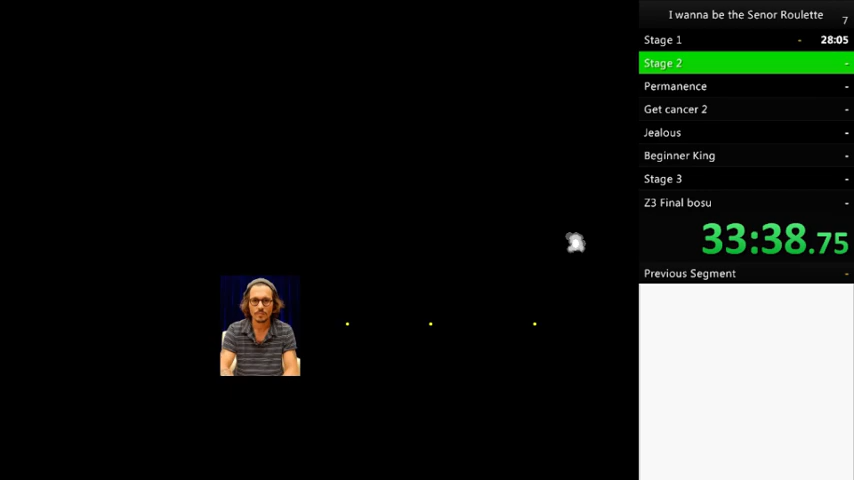 I wanna be the Senor Roulette
7
Stage 1 - 28:05
Stage 2 -
Permanence -
Get cancer 2 -
Jealous -
Beginner King -
Stage 3 -
Z3 Final bosu -
33:38.75
Previous Segment -